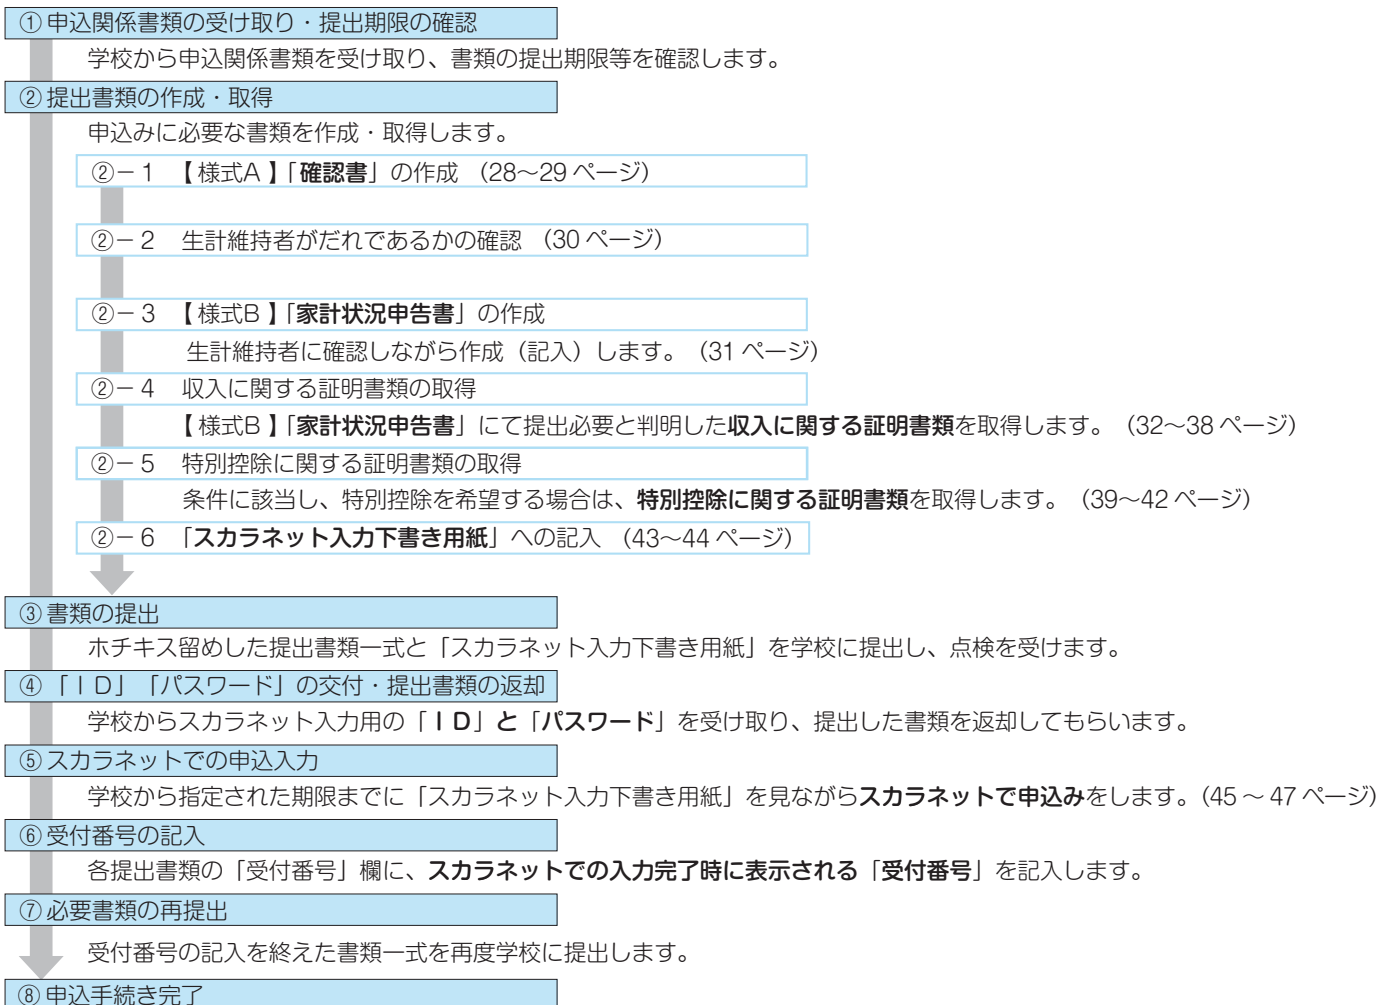 ① 申込関係書類の受け取り・提出期限の確認
学校から申込関係書類を受け取り、書類の提出期限等を確認します。
② 提出書類の作成・取得
申込みに必要な書類を作成・取得します。
②－１ 【様式A】「確認書」の作成 （28～29 ページ）
②－２ 生計維持者がだれであるかの確認 （30 ページ）
②－３ 【様式B】「家計状況申告書」の作成
生計維持者に確認しながら作成（記入）します。（31 ページ）
②－４ 収入に関する証明書類の取得
【様式B】「家計状況申告書」にて提出必要と判明した収入に関する証明書類を取得します。（32～38 ページ）
②－５ 特別控除に関する証明書類の取得
条件に該当し、特別控除を希望する場合は、特別控除に関する証明書類を取得します。（39～42 ページ）
②－６ 「スカラネット入力下書き用紙」への記入 （43～44 ページ）
③ 書類の提出
ホチキス留めした提出書類一式と「スカラネット入力下書き用紙」を学校に提出し、点検を受けます。
④ 「ＩＤ」「パスワード」の交付・提出書類の返却
学校からスカラネット入力用の「ＩＤ」と「パスワード」を受け取り、提出した書類を返却してもらいます。
⑤ スカラネットでの申込入力
学校から指定された期限までに「スカラネット入力下書き用紙」を見ながらスカラネットで申込みをします。（45 ～ 47 ページ）
⑥ 受付番号の記入
各提出書類の「受付番号」欄に、スカラネットでの入力完了時に表示される「受付番号」を記入します。
⑦ 必要書類の再提出
受付番号の記入を終えた書類一式を再度学校に提出します。
⑧ 申込手続き完了